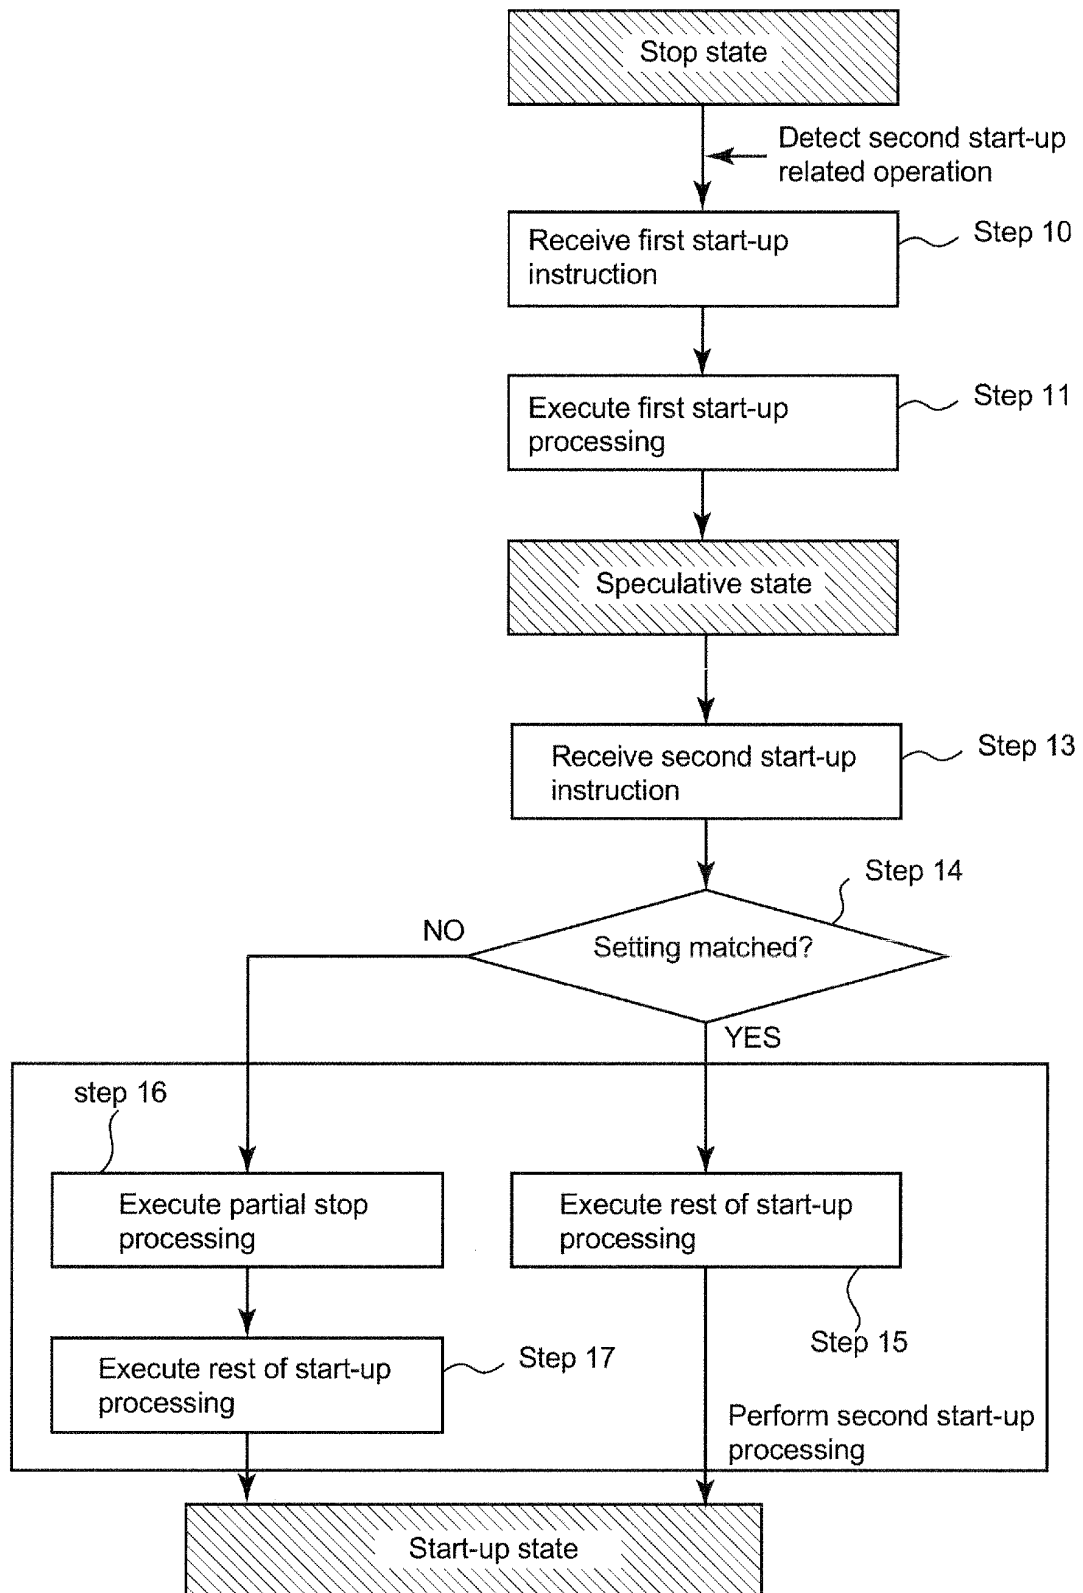 Stop state
Detect second start-up
related operation
Receive first start-up
instruction
Step 10
Execute first start-up
processing
Step 11
Speculative state
Receive second start-up
instruction
Step 13
Step 14
Setting matched?
NO
YES
step 16
Execute partial stop
processing
Execute rest of start-up
processing
Step 15
Execute rest of start-up
processing
Step 17
Perform second start-up
processing
Start-up state